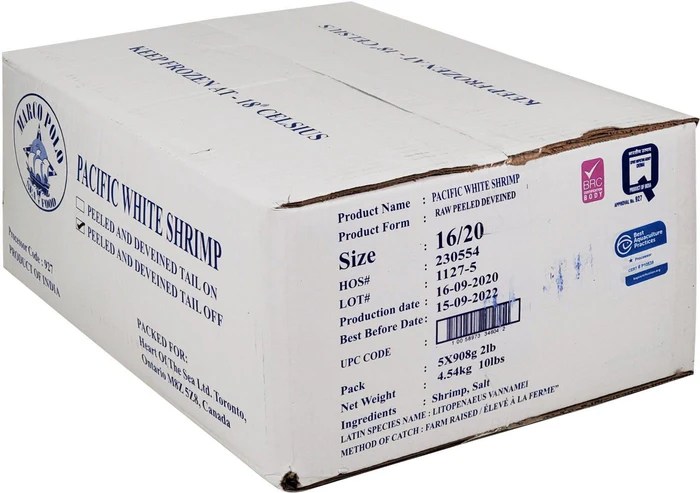 KEEP FROZEN AT - 18° CELSIUS
KEEP FROZEN AT - 18° CELSIUS
MARCO POLO
SEA FOOD
PACIFIC WHITE SHRIMP
PEELED AND DEVEINED TAIL ON
PEELED AND DEVEINED TAIL OFF
Processor Code : 927
PRODUCT OF INDIA
PACKED FOR:
Heart Of The Sea Ltd. Toronto,
Ontario M8Z 5Z8, Canada
Product Name : PACIFIC WHITE SHRIMP
Product Form : RAW PEELED DEVEINED
Size : 16/20
HOS# : 230554
LOT# : 1127-5
Production date : 16-09-2020
Best Before Date : 15-09-2022
UPC CODE :
Pack : 5X908g 2lb
Net Weight : 4.54kg 10lbs
Ingredients : Shrimp, Salt
LATIN SPECIES NAME : LITOPENAEUS VANNAMEI
METHOD OF CATCH : FARM RAISED / ÉLEVÉ À LA FERME"
BRC
BODY
Q
PRODUCT OF INDIA
APPROVAL No. 927
Best
Aquaculture
Practices